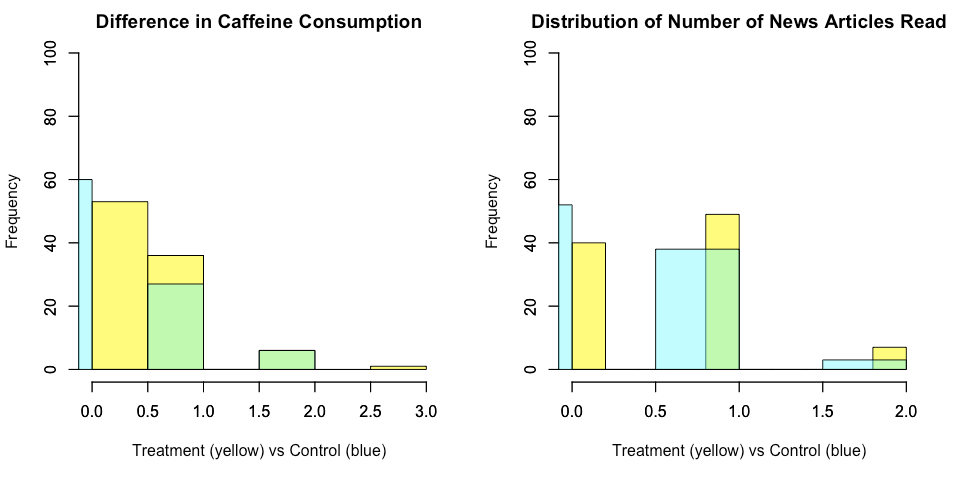 Difference in Caffeine Consumption
Frequency
100
80
60
40
20
0
0.0 0.5 1.0 1.5 2.0 2.5 3.0
Treatment (yellow) vs Control (blue)
Distribution of Number of News Articles Read
Frequency
100
80
60
40
20
0
0.0 0.5 1.0 1.5 2.0
Treatment (yellow) vs Control (blue)